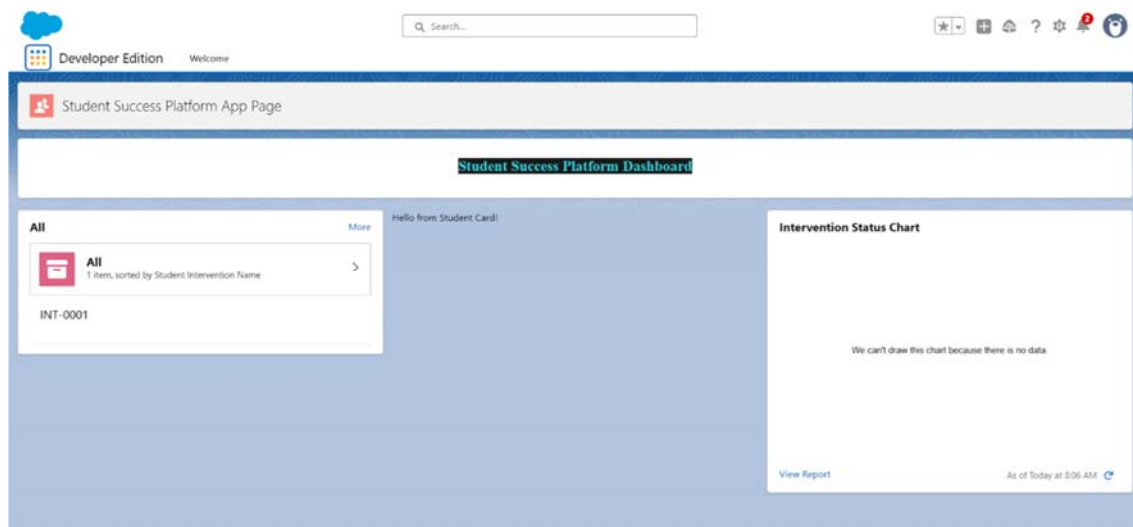 Search...
2
Developer Edition Welcome
Student Success Platform App Page
Student Success Platform Dashboard
All More
All
1 item, sorted by Student Intervention Name
INT-0001
Hello from Student Card!
Intervention Status Chart
We can't draw this chart because there is no data
View Report As of Today at 8:06 AM